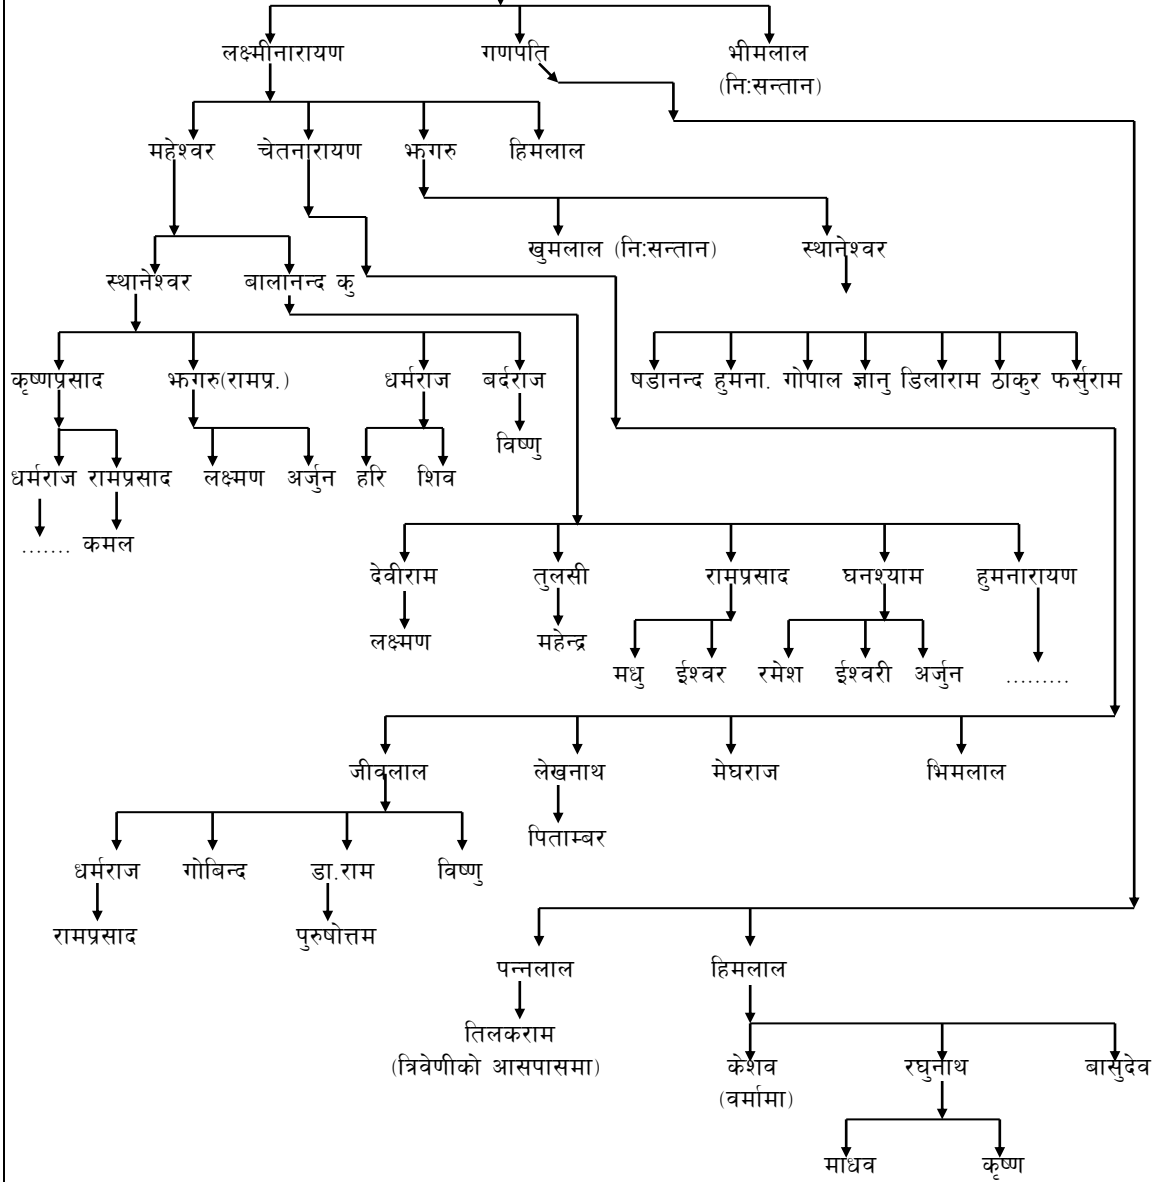 लक्ष्मीनारायण गणपति भीमलाल
(नि:सन्तान)
महेश्वर चेतनारायण झगरु हिमलाल
खुमलाल (नि:सन्तान) स्थानेश्वर
स्थानेश्वर बालानन्द कु
कृष्णप्रसाद झगरु(रामप्र.) धर्मराज बर्दराज षडानन्द हुमना. गोपाल ज्ञानु डिलाराम ठाकुर फर्सुराम
विष्णु
धर्मराज रामप्रसाद लक्ष्मण अर्जुन हरि शिव
....... कमल
देवीराम तुलसी रामप्रसाद घनश्याम हुमनारायण
लक्ष्मण महेन्द्र
मधु ईश्वर रमेश ईश्वरी अर्जुन .........
जीवलाल लेखनाथ मेघराज भिमलाल
पिताम्बर
धर्मराज गोबिन्द डा.राम विष्णु
रामप्रसाद पुरुषोत्तम
पन्नलाल हिमलाल
तिलकराम
(त्रिवेणीको आसपासमा) केशव रघुनाथ बासुदेव
(वर्मामा)
माधव कृष्ण